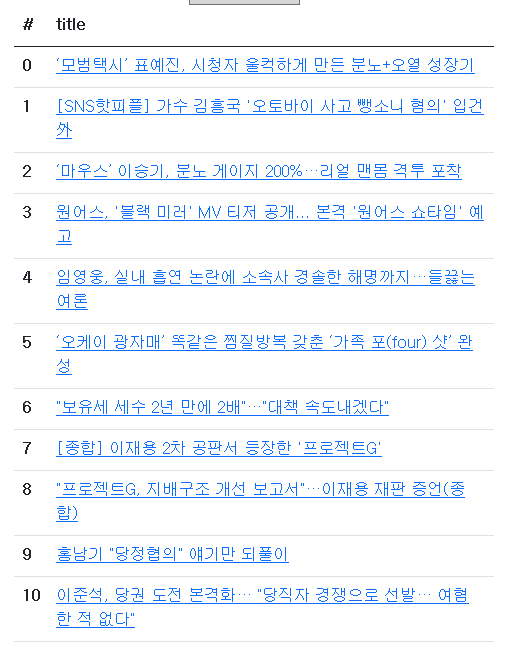 # title
0 ‘모범택시’ 표예진, 시청자 울컥하게 만든 분노+오열 성장기
1 [SNS핫피플] 가수 김흥국 '오토바이 사고 뺑소니 혐의' 입건
外
2 ‘마우스’ 이승기, 분노 게이지 200%…리얼 맨몸 격투 포착
3 원어스, '블랙 미러' MV 티저 공개... 본격 '원어스 쇼타임' 예
고
4 임영웅, 실내 흡연 논란에 소속사 경솔한 해명까지…들끓는
여론
5 ‘오케이 광자매’ 똑같은 찜질방복 갖춘 ‘가족 포(four) 샷’ 완
성
6 "보유세 세수 2년 만에 2배"…"대책 속도내겠다"
7 [종합] 이재용 2차 공판서 등장한 '프로젝트G'
8 "프로젝트G, 지배구조 개선 보고서"…이재용 재판 증언(종
합)
9 홍남기 "당정협의" 얘기만 되풀이
10 이준석, 당권 도전 본격화… "당직자 경쟁으로 선발… 여혐
한 적 없다"